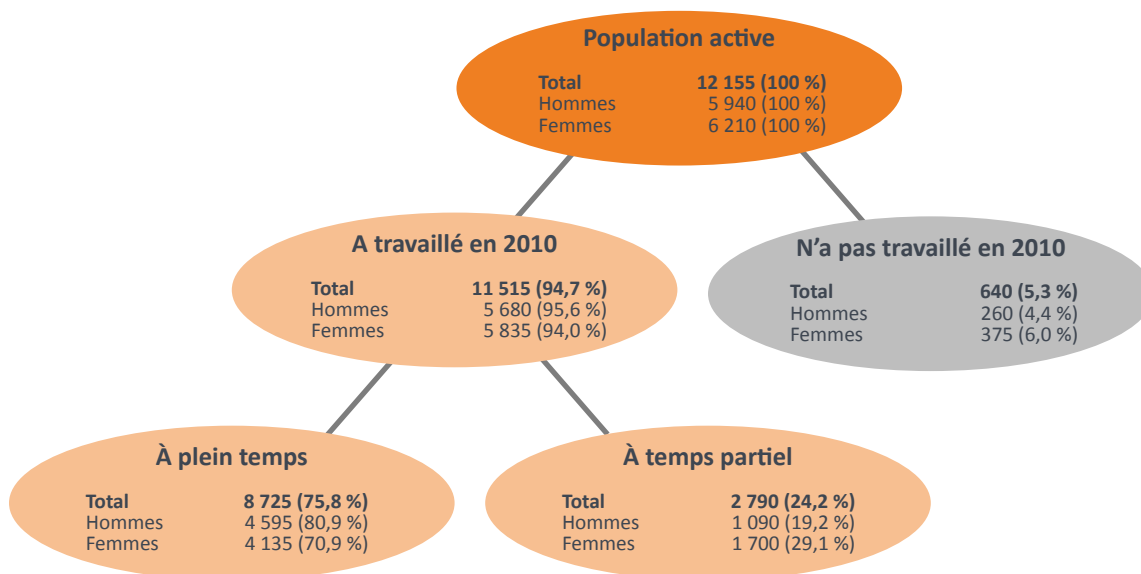 Population active
Total 12 155 (100 %)
Hommes 5 940 (100 %)
Femmes 6 210 (100 %)
A travaillé en 2010
Total 11 515 (94,7 %)
Hommes 5 680 (95,6 %)
Femmes 5 835 (94,0 %)
N’a pas travaillé en 2010
Total 640 (5,3 %)
Hommes 260 (4,4 %)
Femmes 375 (6,0 %)
À plein temps
Total 8 725 (75,8 %)
Hommes 4 595 (80,9 %)
Femmes 4 135 (70,9 %)
À temps partiel
Total 2 790 (24,2 %)
Hommes 1 090 (19,2 %)
Femmes 1 700 (29,1 %)